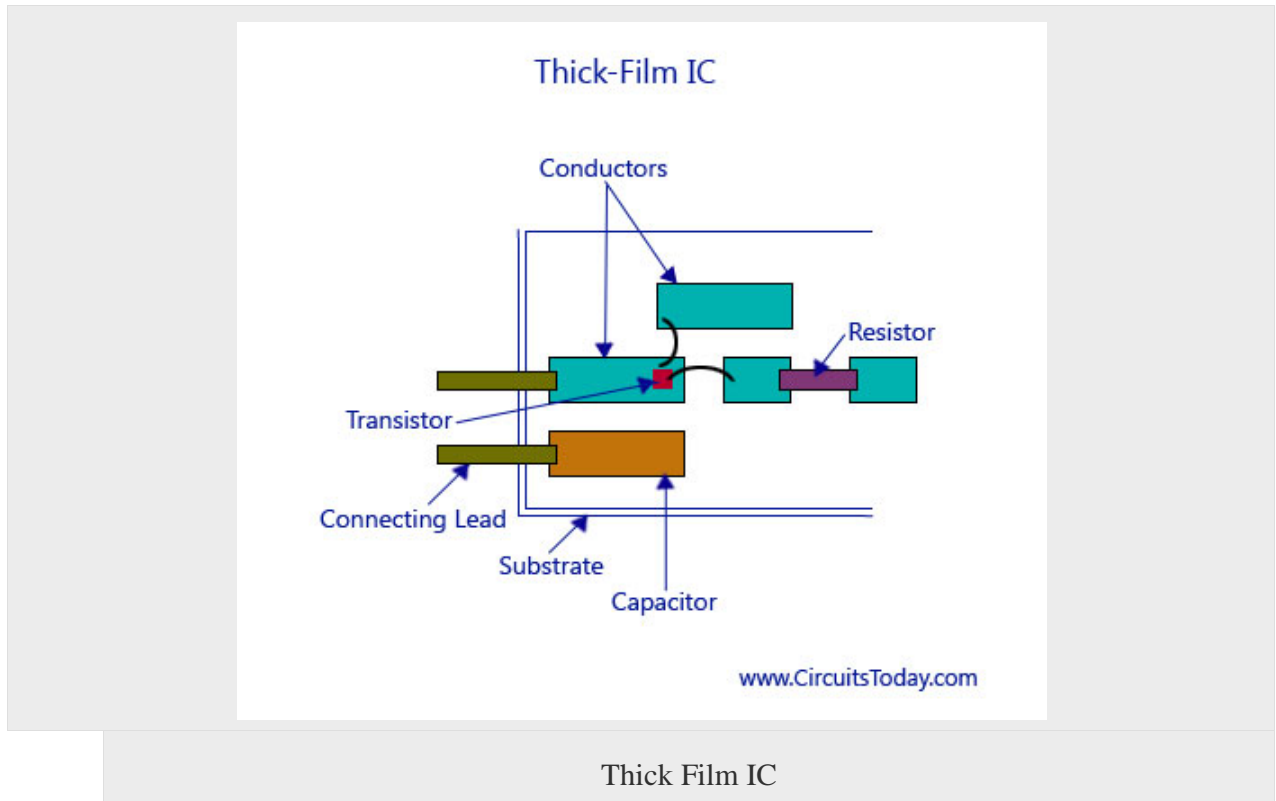 Thick-Film IC
Conductors
Resistor
Transistor
Connecting Lead
Substrate
Capacitor
www.CircuitsToday.com
Thick Film IC